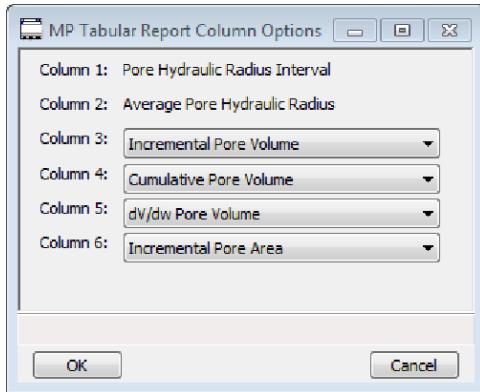 MP Tabular Report Column Options
Column 1: Pore Hydraulic Radius Interval
Column 2: Average Pore Hydraulic Radius
Column 3: Incremental Pore Volume
Column 4: Cumulative Pore Volume
Column 5: dV/dw Pore Volume
Column 6: Incremental Pore Area
OK Cancel